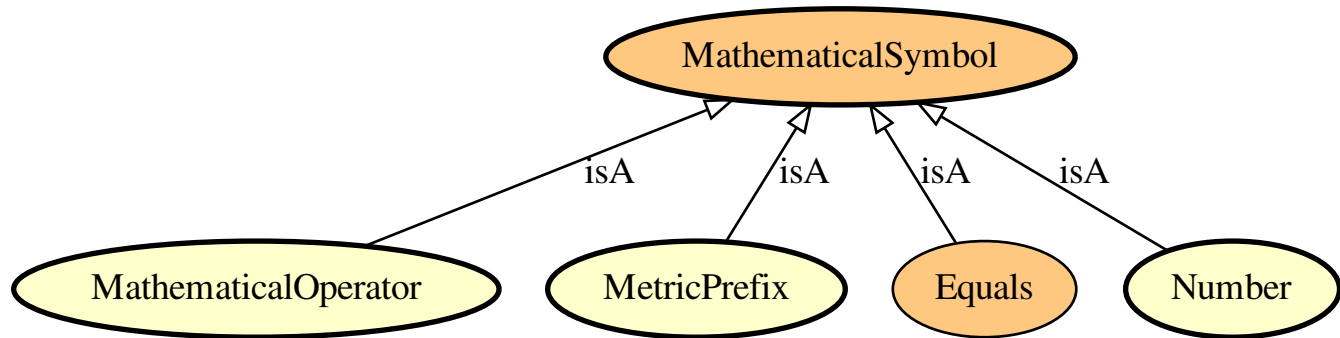 MathematicalSymbol
isA
isA
isA
isA
MathematicalOperator
MetricPrefix
Equals
Number